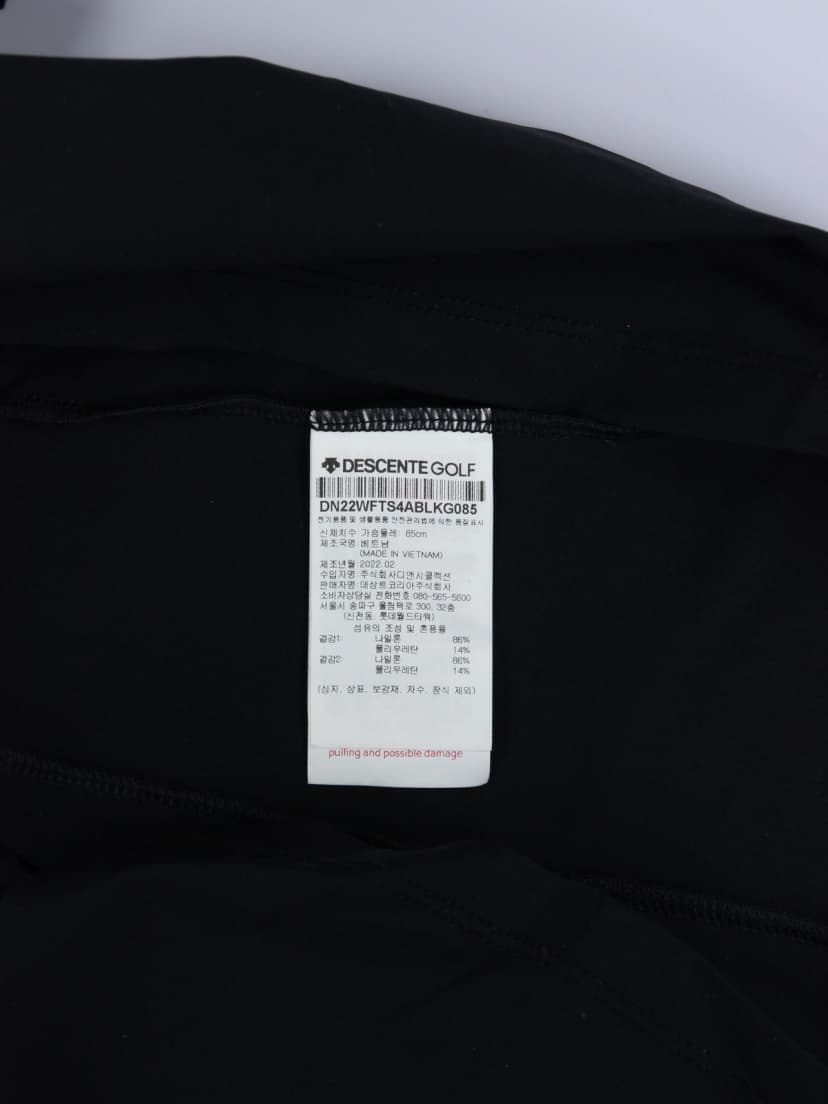 DESCENTE GOLF
DN22WFTS4ABLKG085
전기용품 및 생활용품 안전관리법에 의한 품질표시
신체치수: 가슴둘레: 85cm
제조국명: 베트남
(MADE IN VIETNAM)
제조년월: 2022.02
수입자명: 주식회사디앤시콜렉션
판매자명: 데상트코리아주식회사
소비자상담실 전화번호: 080-565-5600
서울시 송파구 올림픽로 300, 32층
(신천동, 롯데월드타워)
섬유의 조성 및 혼용율
겉감1: 나일론 86%
폴리우레탄 14%
겉감2: 나일론 86%
폴리우레탄 14%
(심지, 상표, 보강재, 자수, 장식 제외)
pulling and possible damage